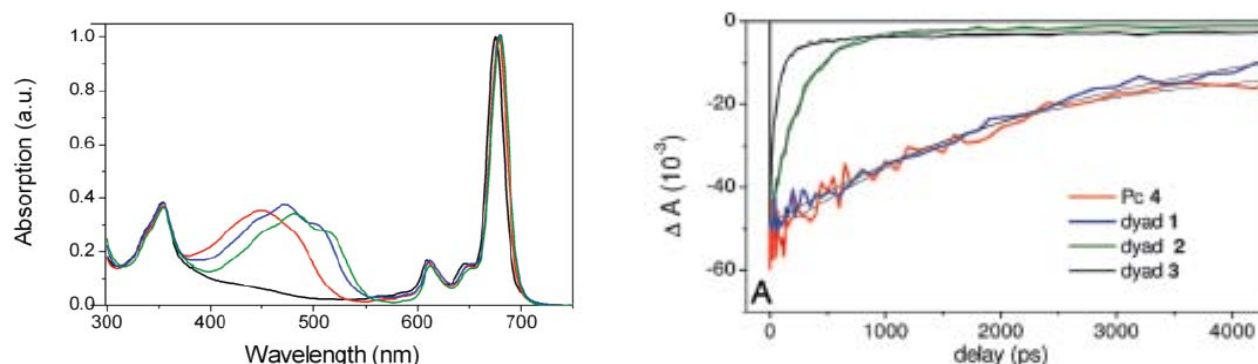 Absorption (a.u.)
1.0
0.8
0.6
0.4
0.2
0.0
300
400
500
600
700
Wavelength (nm)
Δ A (10⁻³)
0
-20
-40
-60
A
Pc 4
dyad 1
dyad 2
dyad 3
0
1000
2000
3000
4000
delay (ps)